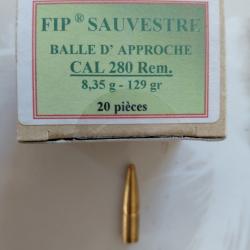 FIP ® SAUVESTRE
BALLE D' APPROCHE
CAL 280 Rem.
8,35 g - 129 gr
20 pièces